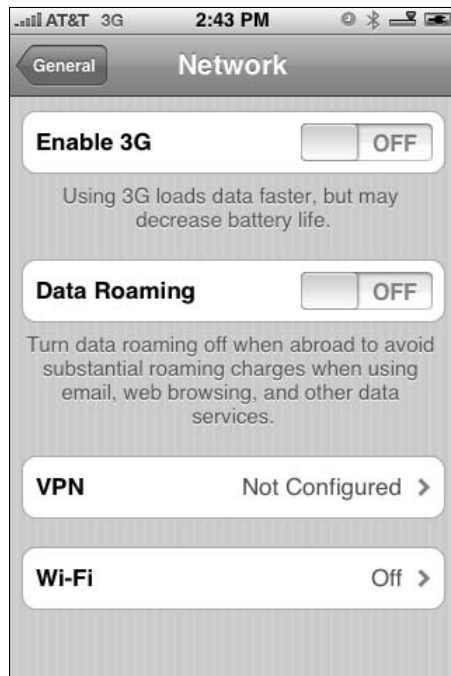 AT&T 3G 2:43 PM
General Network
Enable 3G OFF
Using 3G loads data faster, but may
decrease battery life.
Data Roaming OFF
Turn data roaming off when abroad to avoid
substantial roaming charges when using
email, web browsing, and other data
services.
VPN Not Configured
Wi-Fi Off